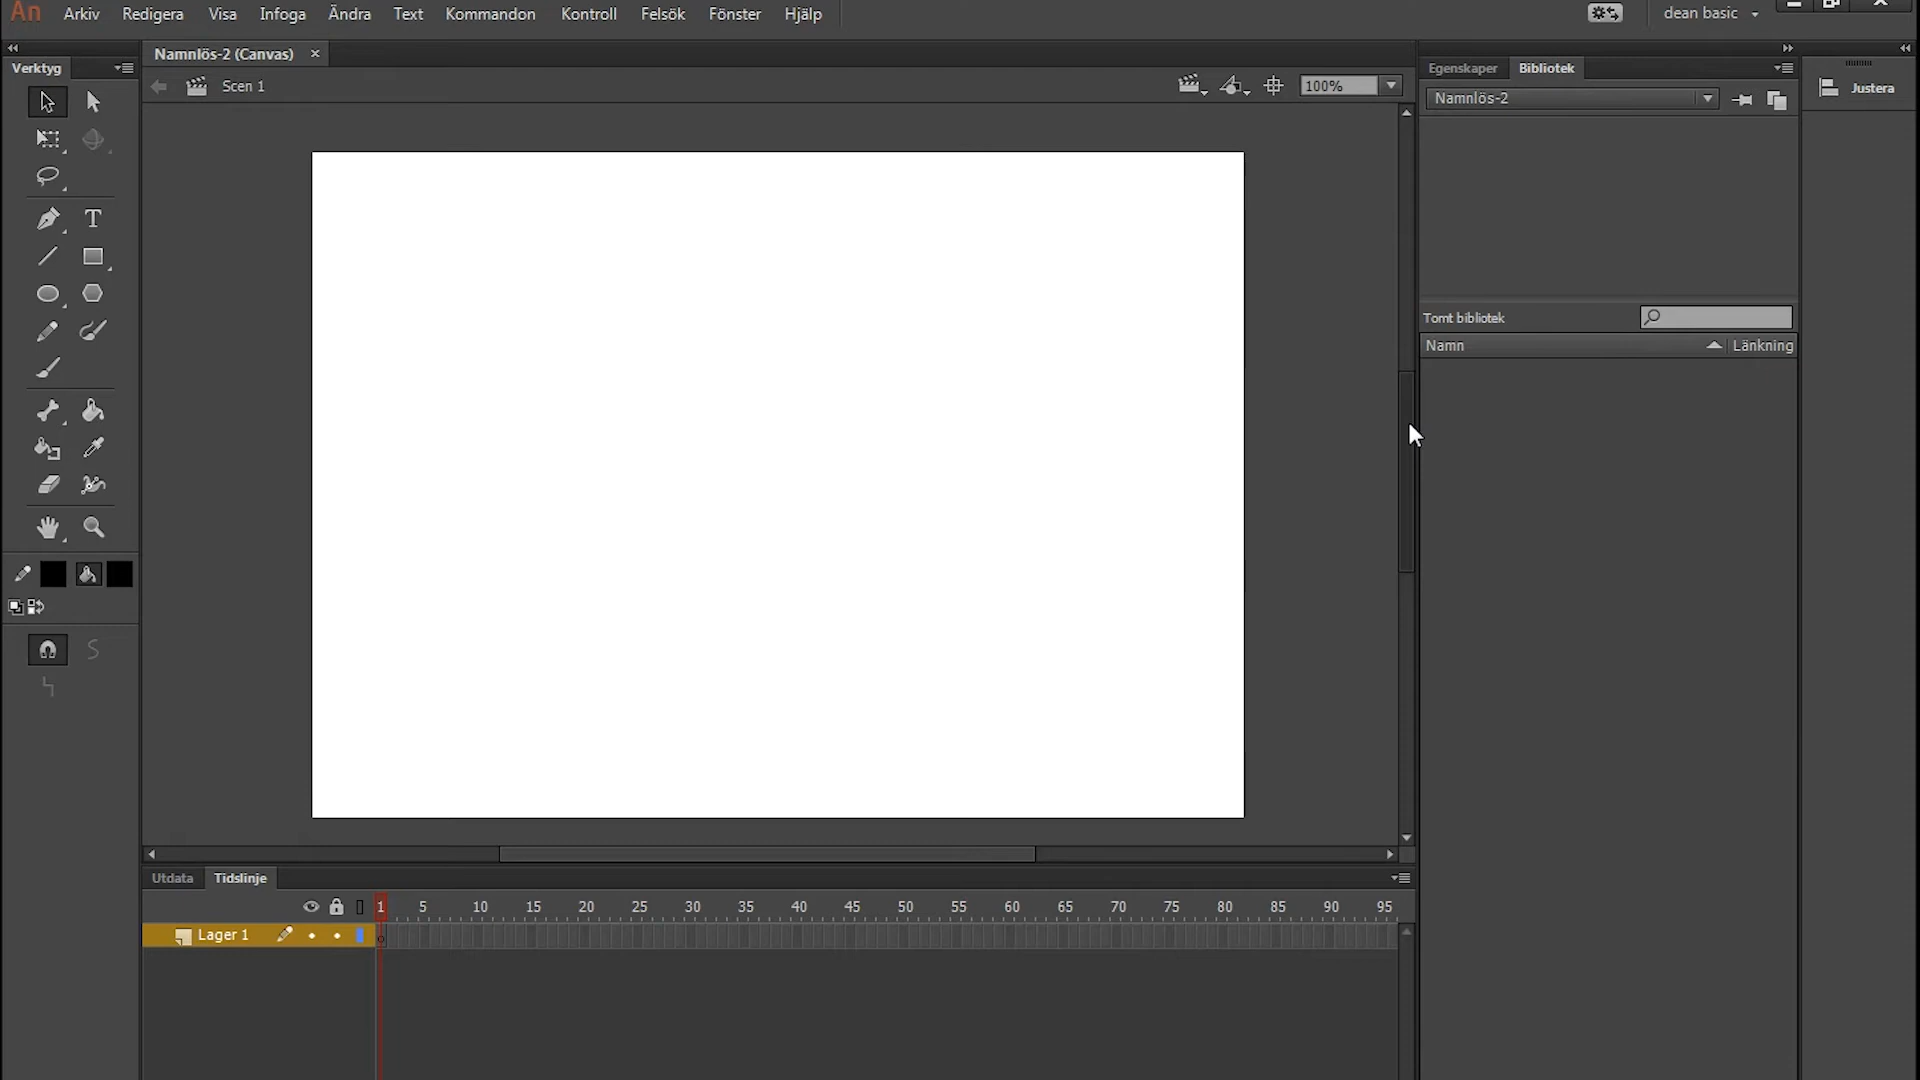 An Arkiv Redigera Visa Infoga Ändra Text Kommandon Kontroll Felsök Fönster Hjälp dean basic
Namnlös-2 (Canvas) ×
Verktyg
Scen 1
100%
Egenskaper Bibliotek
Namnlös-2
Justera
T
Tomt bibliotek
Namn Länkning
Utdata Tidslinje
1 5 10 15 20 25 30 35 40 45 50 55 60 65 70 75 80 85 90 95
Lager 1